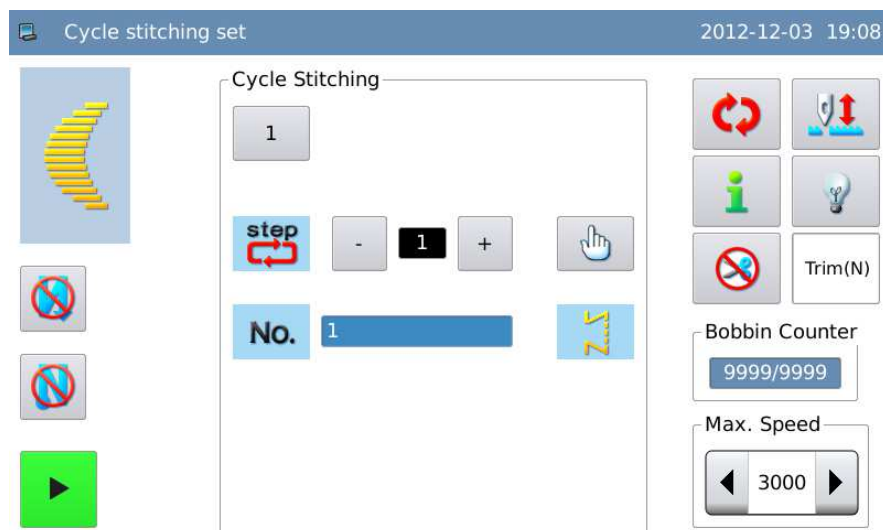 Cycle stitching set 2012-12-03 19:08
Cycle Stitching
1
step
- 1 +
No. 1
Trim(N)
Bobbin Counter
9999/9999
Max. Speed
3000